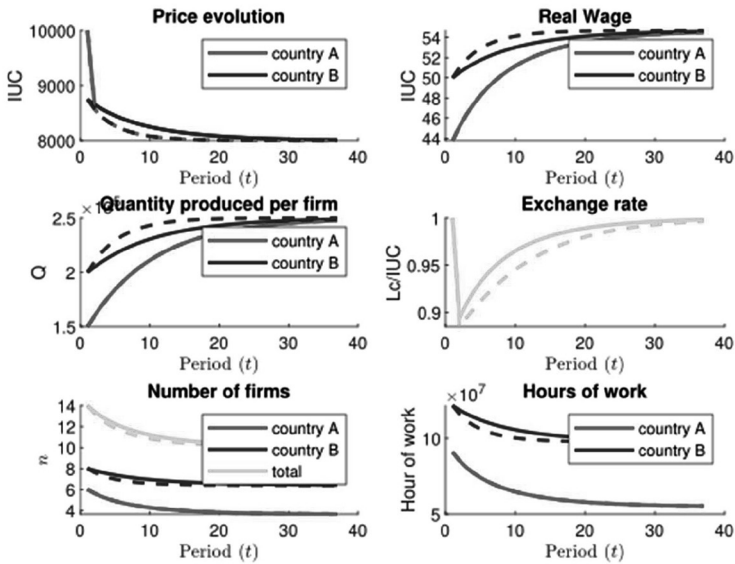 Price evolution
10000
9000
8000
IUC
0 10 20 30 40
Period (t)
country A
country B
Real Wage
54
52
50
48
46
44
IUC
0 10 20 30 40
Period (t)
country A
country B
×10⁵
Quantity produced per firm
2.5
2
1.5
Q
0 10 20 30 40
Period (t)
country A
country B
Exchange rate
1
0.95
0.9
Lc/IUC
0 10 20 30 40
Period (t)
Number of firms
14
12
10
8
6
4
n
0 10 20 30 40
Period (t)
country A
country B
total
Hours of work
×10⁷
10
5
Hour of work
0 10 20 30 40
Period (t)
country A
country B